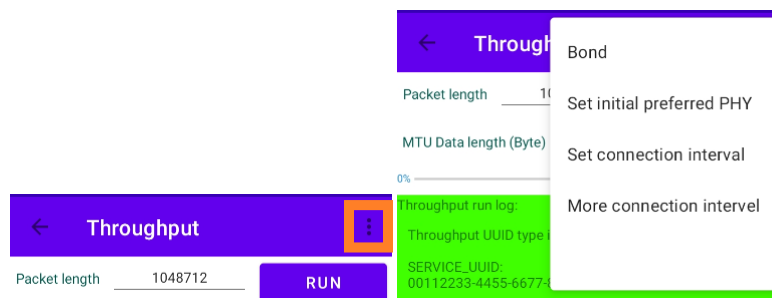 Throughput
Packet length 1048712 RUN
Through
Packet length 10
MTU Data length (Byte)
0%
Throughput run log:
Throughput UUID type i
SERVICE_UUID:
00112233-4455-6677-8
Bond
Set initial preferred PHY
Set connection interval
More connection intervel